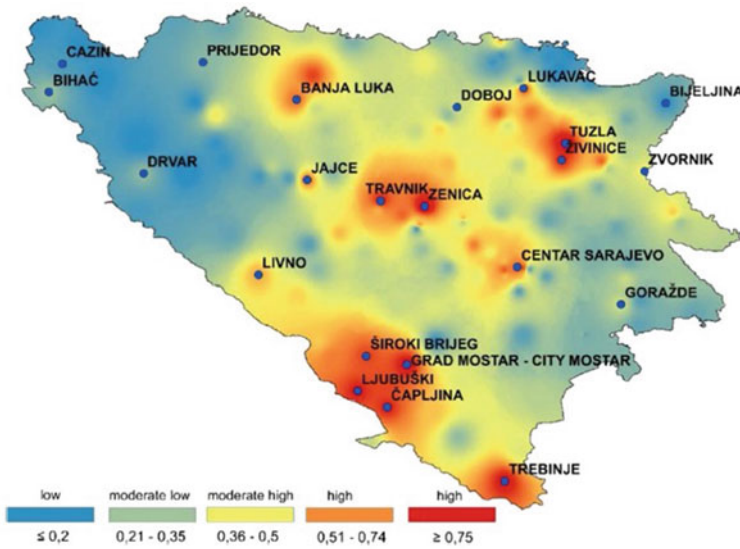 CAZIN
PRIJEDOR
BIHAĆ
BANJA LUKA
LUKAVAC
DOBOJ
BIJELJINA
TUZLA
ŽIVINICE
DRVAR
JAJCE
ZVORNIK
TRAVNIK
ZENICA
CENTAR SARAJEVO
LIVNO
GORAŽDE
ŠIROKI BRIJEG
GRAD MOSTAR - CITY MOSTAR
LJUBUŠKI
ČAPLJINA
TREBINJE
low moderate low moderate high high high
≤ 0,2 0,21 - 0,35 0,36 - 0,5 0,51 - 0,74 ≥ 0,75